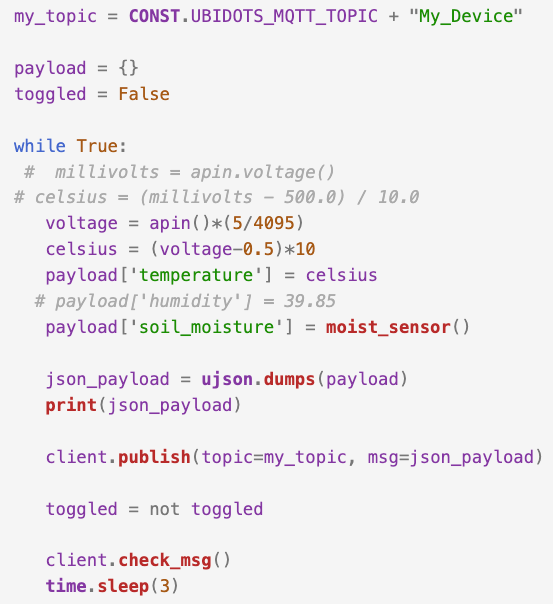 my_topic = CONST.UBIDOTS_MQTT_TOPIC + "My_Device"

payload = {}
toggled = False

while True:
 #  millivolts = apin.voltage()
# celsius = (millivolts - 500.0) / 10.0
   voltage = apin()*(5/4095)
   celsius = (voltage-0.5)*10
   payload['temperature'] = celsius
  # payload['humidity'] = 39.85
   payload['soil_moisture'] = moist_sensor()

   json_payload = ujson.dumps(payload)
   print(json_payload)

   client.publish(topic=my_topic, msg=json_payload)

   toggled = not toggled

   client.check_msg()
   time.sleep(3)